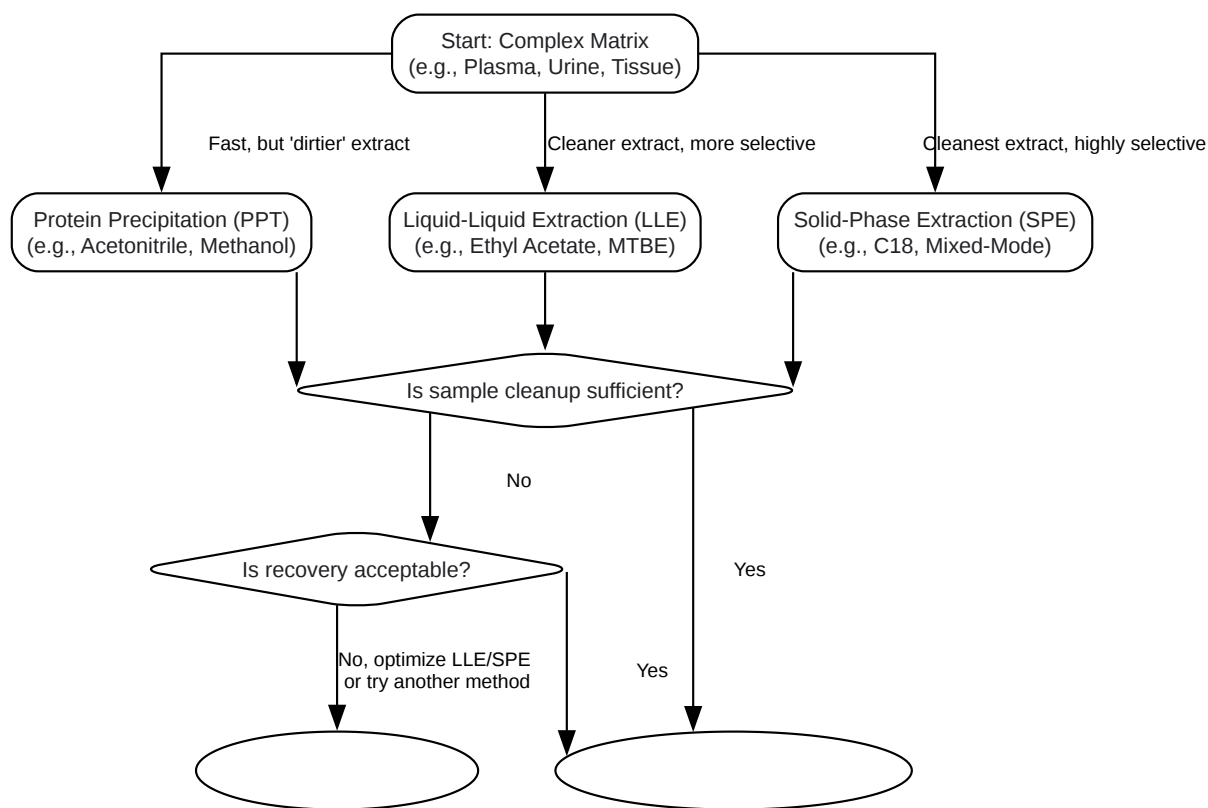 Start: Complex Matrix
(e.g., Plasma, Urine, Tissue)
Fast, but 'dirtier' extract
Cleaner extract, more selective
Cleanest extract, highly selective
Protein Precipitation (PPT)
(e.g., Acetonitrile, Methanol)
Liquid-Liquid Extraction (LLE)
(e.g., Ethyl Acetate, MTBE)
Solid-Phase Extraction (SPE)
(e.g., C18, Mixed-Mode)
Is sample cleanup sufficient?
No
Is recovery acceptable?
Yes
No, optimize LLE/SPE
or try another method
Yes